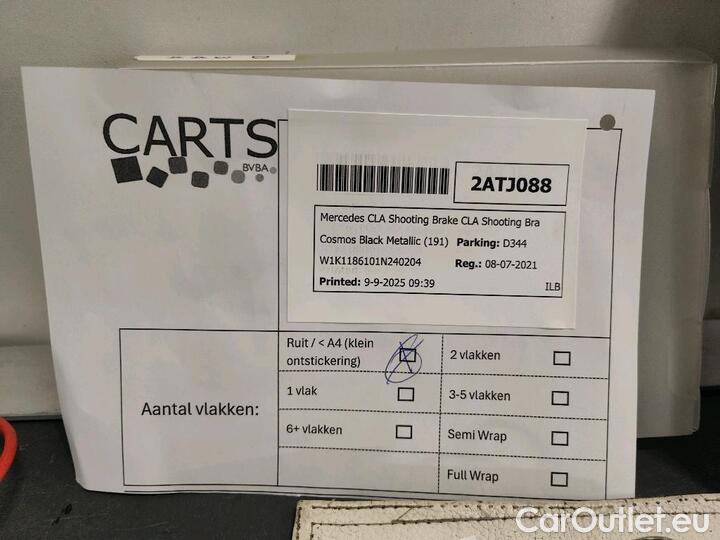 CARTS
BVBA
2ATJ088
Mercedes CLA Shooting Brake CLA Shooting Bra
Cosmos Black Metallic (191) Parking: D344
W1K1186101N240204 Reg.: 08-07-2021
Printed: 9-9-2025 09:39 ILB
Aantal vlakken:
Ruit / < A4 (klein
ontstickering)
2 vlakken
1 vlak
3-5 vlakken
6+ vlakken
Semi Wrap
Full Wrap
CarOutlet.eu